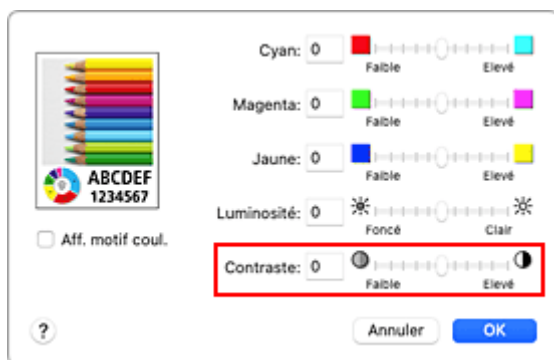 Cyan: 0
Faible Elevé
Magenta: 0
Faible Elevé
Jaune: 0
Faible Elevé
ABCDEF
1234567
Luminosité: 0
Foncé Clair
Aff. motif coul.
Contraste: 0
Faible Elevé
? Annuler OK